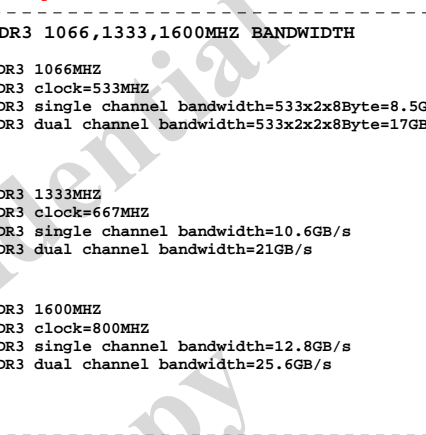 DR3 1066,1333,1600MHZ BANDWIDTH
DR3 1066MHZ
DR3 clock=533MHZ
DR3 single channel bandwidth=533x2x8Byte=8.5G
DR3 dual channel bandwidth=533x2x2x8Byte=17GB
DR3 1333MHZ
DR3 clock=667MHZ
DR3 single channel bandwidth=10.6GB/s
DR3 dual channel bandwidth=21GB/s
DR3 1600MHZ
DR3 clock=800MHZ
DR3 single channel bandwidth=12.8GB/s
DR3 dual channel bandwidth=25.6GB/s
idential
py